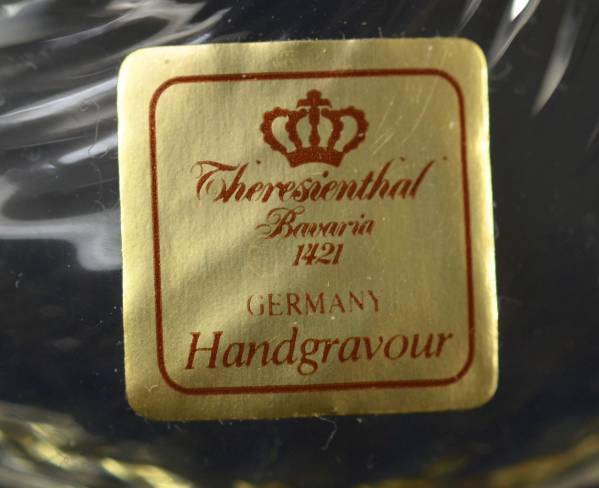 Theresienthal
Bavaria
1421
GERMANY
Handgravour